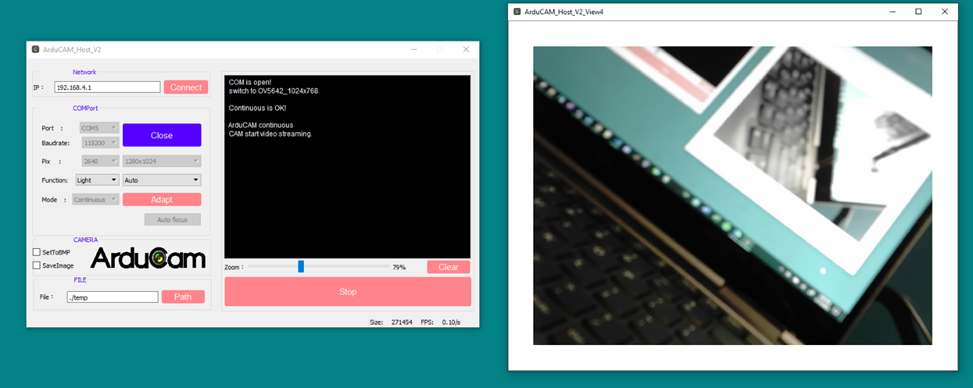 ArduCAM_Host_V2
Network
IP : 192.168.4.1 Connect
COMPort
Port : COM5 Close
Baudrate: 115200
Pix : 2640 1280x1024
Function: Light Auto
Mode : Continuous Adapt
Auto focus
CAMERA
SetToBMP
SaveImage
ArduCam
FILE
File : ./temp Path
COM is open!
switch to OV5642_1024x768
Continuous is OK!
ArduCAM continuous
CAM start video streaming.
Zoom : 79% Clear
Stop
Size: 271454 FPS: 0.10/s
ArduCAM_Host_V2_View4